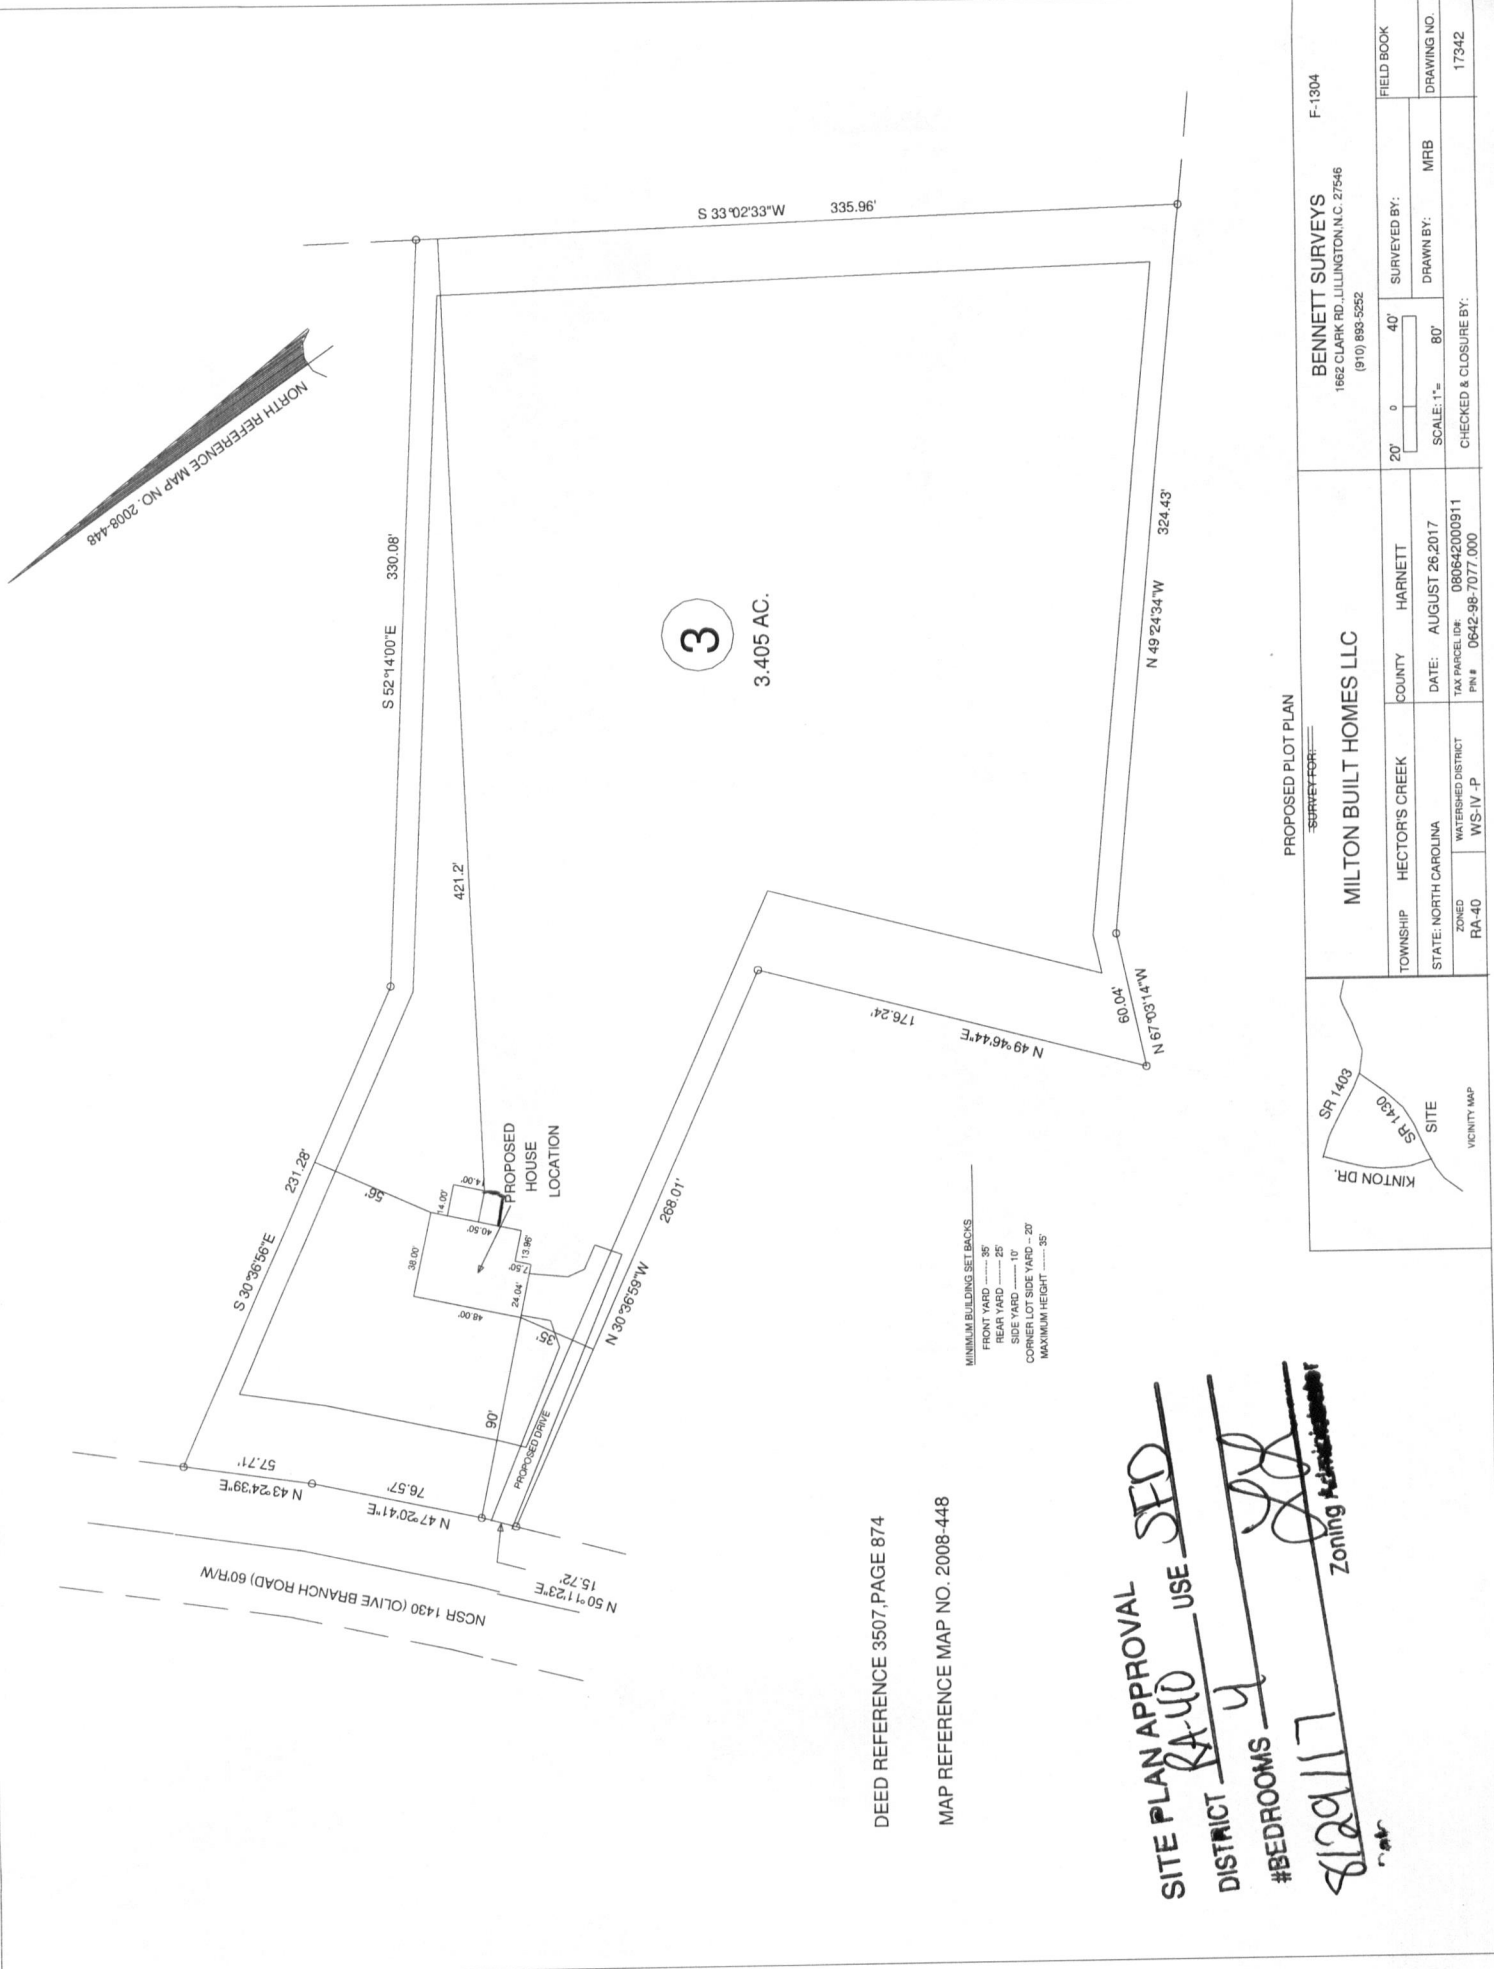 NORTH REFERENCE MAP NO. 2008-448
S 52°14'00"E 330.08'
S 33°02'33"W 335.96'
N 49°24'34"W 324.43'
60.04'
N 67°03'14"W
N 49°46'44"E 176.24'
268.01'
N 30°36'59"W
S 30°36'56"E 231.28'
N 43°24'39"E
57.71'
N 47°20'41"E
76.57'
N 50°11'23"E
15.72'
NCSR 1430 (OLIVE BRANCH ROAD) 60'R/W
3
3.405 AC.
421.2'
56'
35'
90'
PROPOSED DRIVE
PROPOSED
HOUSE
LOCATION
38.00'
48.00'
24.04'
7.50'
13.96'
40.50'
14.00'
14.00'
MINIMUM BUILDING SET BACKS
FRONT YARD ------- 35'
REAR YARD ------- 25'
SIDE YARD ------- 10'
CORNER LOT SIDE YARD -- 20'
MAXIMUM HEIGHT ------ 35'
DEED REFERENCE 3507,PAGE 874
MAP REFERENCE MAP NO. 2008-448
SITE PLAN APPROVAL
DISTRICT RA-40 USE SFD
#BEDROOMS 4
8/29/17
Zoning Administrator
SR 1403
SR 1430
KINTON DR.
SITE
VICINITY MAP
PROPOSED PLOT PLAN
SURVEY FOR:
MILTON BUILT HOMES LLC
TOWNSHIP HECTOR'S CREEK COUNTY HARNETT
STATE: NORTH CAROLINA DATE: AUGUST 26,2017
ZONED
RA-40
WATERSHED DISTRICT
WS-IV -P
TAX PARCEL ID#: 080642000911
PIN # 0642-98-7077.000
BENNETT SURVEYS F-1304
1662 CLARK RD.,LILLINGTON,N.C. 27546
(910) 893-5252
20' 0 40'
SCALE: 1"= 80'
SURVEYED BY:
DRAWN BY: MRB
CHECKED & CLOSURE BY:
FIELD BOOK
DRAWING NO.
17342